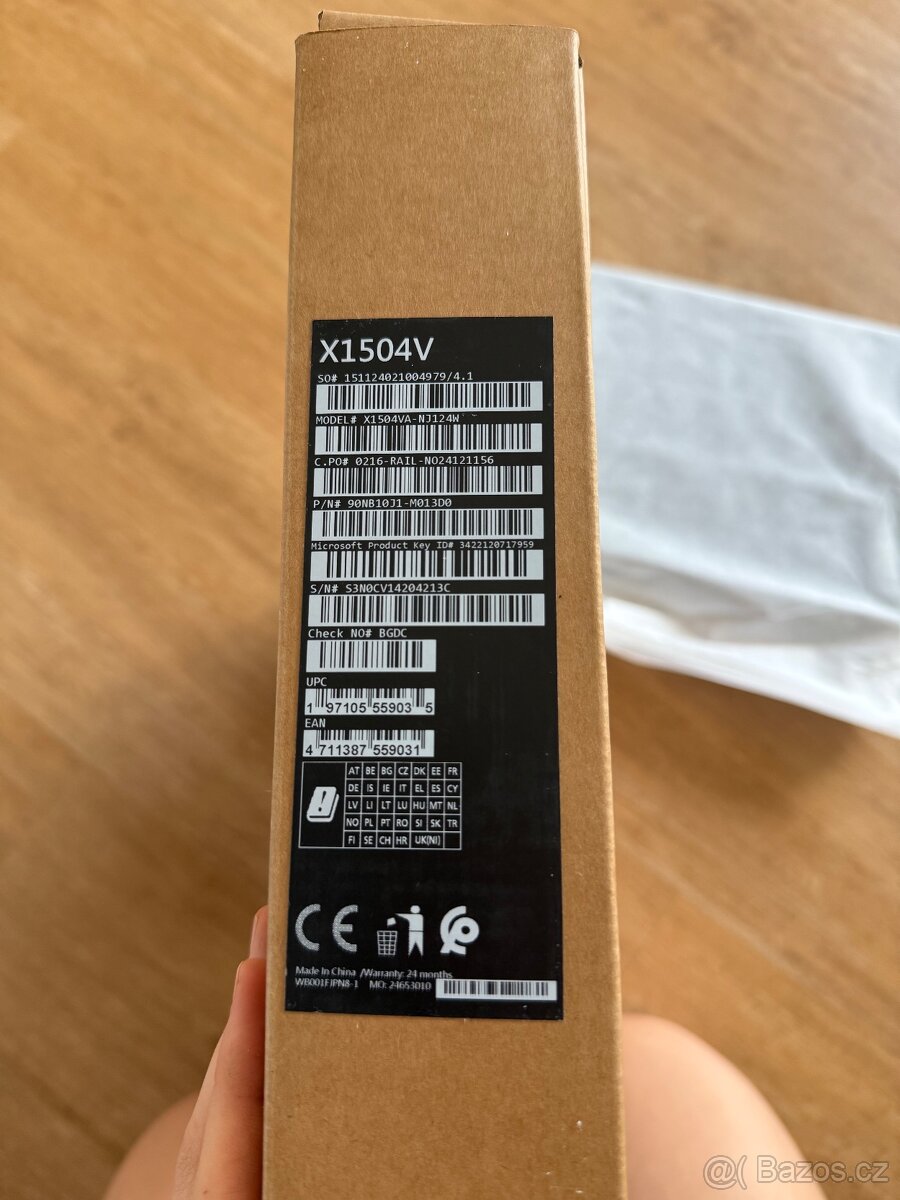 X1504V
SO# 151124021004979/4.1
MODEL# X1504VA-NJ124W
C.PO# 0216-RAIL-NO24121156
P/N# 90NB10J1-M013D0
Microsoft Product Key ID# 3422120717959
S/N# S3N0CV14204213C
Check NO# BGDC
UPC
1 97105 55903 5
EAN
4 711387 559031
AT BE BG CZ DK EE FR
DE IS IE IT EL ES CY
LV LI LT LU HU MT NL
NO PL PT RO SI SK TR
FI SE CH HR UK(NI)
CE
Made In China /Warranty: 24 months
WB001FJPN8-1 MO: 24653010
@( Bazos.cz